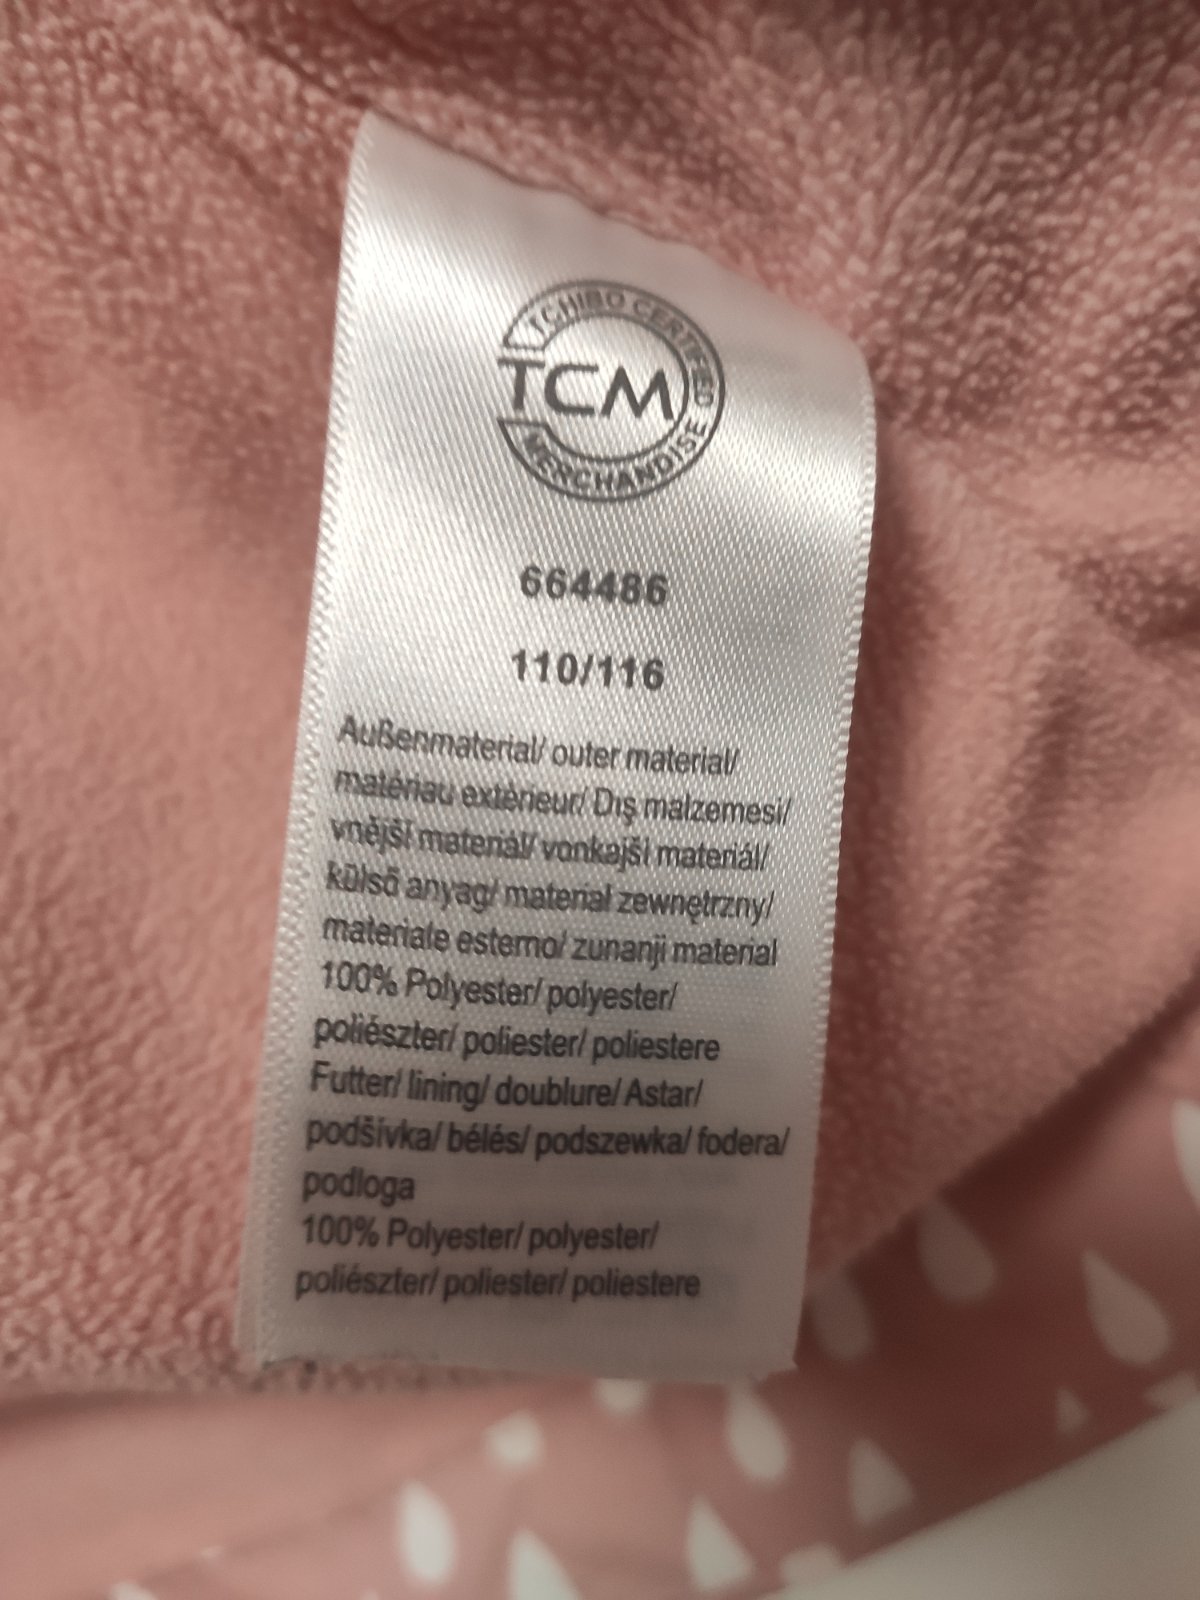 TCHIBO CERTIFIED
TCM
MERCHANDISE
664486
110/116
Außenmaterial/ outer material/
matériau extérieur/ Dış malzemesi/
vnější materiál/ vonkajší materiál/
külső anyag/ materiał zewnętrzny/
materiale esterno/ zunanji material
100% Polyester/ polyester/
poliészter/ poliester/ poliestere
Futter/ lining/ doublure/ Astar/
podšívka/ bélés/ podszewka/ fodera/
podloga
100% Polyester/ polyester/
poliészter/ poliester/ poliestere